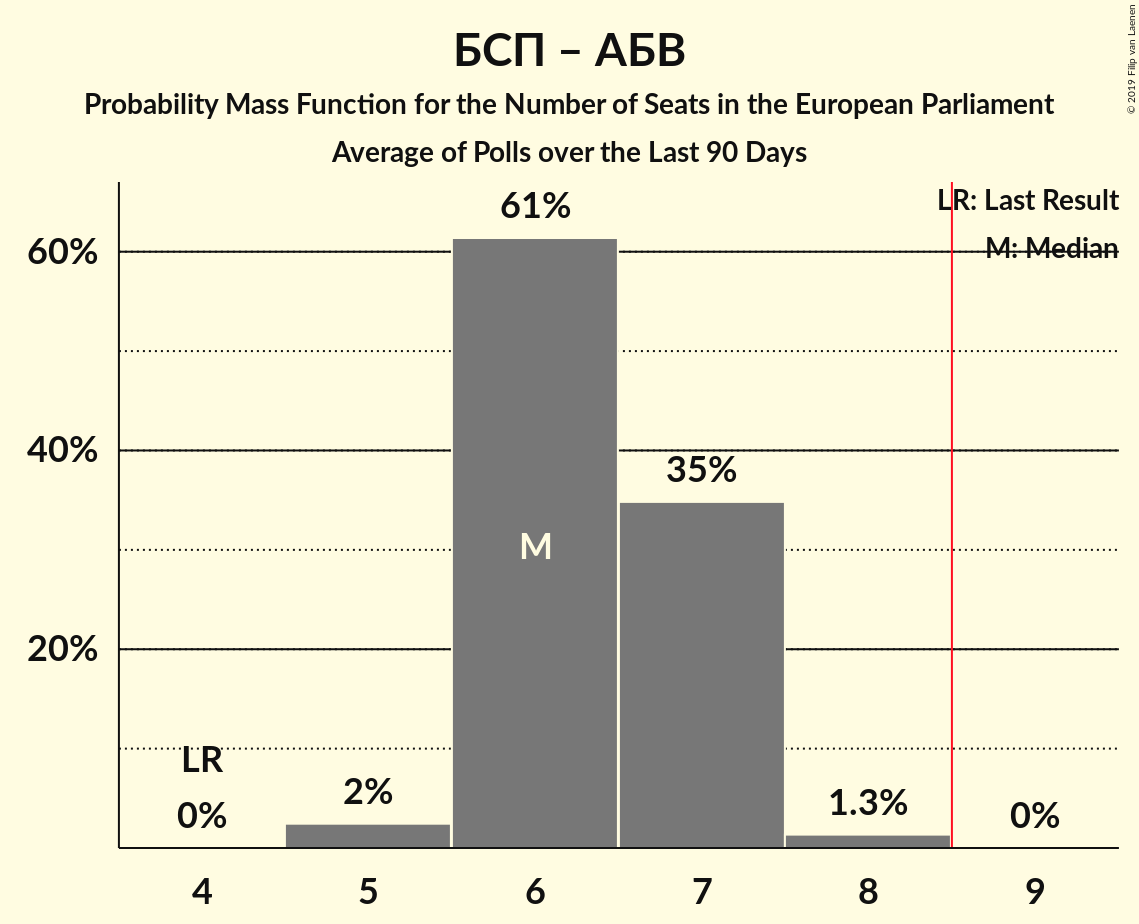 БСП – АБВ
Probability Mass Function for the Number of Seats in the European Parliament
Average of Polls over the Last 90 Days
© 2019 Filip van Laenen
LR: Last Result
M: Median
61%
60%
40%
35%
M
20%
LR
0%
2%
1.3%
0%
4 5 6 7 8 9